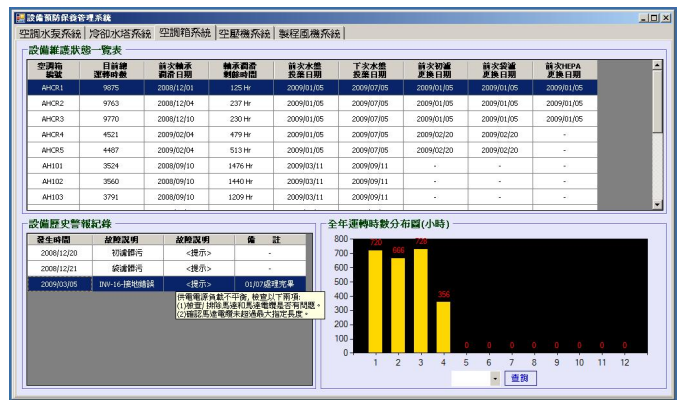 設備預防保養管理系統
空調水泵系統 冷卻水塔系統 空調箱系統 空壓機系統 製程風機系統
設備維護狀態一覽表
空調箱編號 目前總運轉時數 前次軸承潤滑日期 軸承潤滑剩餘時間 前次水盤投藥日期 下次水盤投藥日期 前次初濾更換日期 前次袋濾更換日期 前次HEPA更換日期
AHCR1 9875 2008/12/01 125 Hr 2009/01/05 2009/07/05 2009/01/05 2009/01/05 2009/01/05
AHCR2 9763 2008/12/04 237 Hr 2009/01/05 2009/07/05 2009/01/05 2009/01/05 2009/01/05
AHCR3 9770 2008/12/10 230 Hr 2009/01/05 2009/07/05 2009/01/05 2009/01/05 2009/01/05
AHCR4 4521 2009/02/04 479 Hr 2009/01/05 2009/07/05 2009/02/20 2009/02/20 -
AHCR5 4487 2009/02/04 513 Hr 2009/01/05 2009/07/05 2009/02/20 2009/02/20 -
AH101 3524 2008/09/10 1476 Hr 2009/03/11 2009/09/11 - - -
AH102 3560 2008/09/10 1440 Hr 2009/03/11 2009/09/11 - - -
AH103 3791 2008/09/10 1209 Hr 2009/03/11 2009/09/11 - - -
設備歷史警報紀錄
發生時間 故障說明 故障說明 備 註
2008/12/20 初濾髒污 <提示> -
2008/12/21 袋濾髒污 <提示> -
2009/03/05 INV-16-接地錯誤 <提示> 01/07處理完畢
供電電源負載不平衡, 檢查以下兩項:
(1)檢查/排除馬達和馬達電纜是否有問題。
(2)確認馬達電纜未超過最大指定長度。
全年運轉時數分布圖(小時)
800
700
600
500
400
300
200
100
0
720 666 728 356 0 0 0 0 0 0 0 0
1 2 3 4 5 6 7 8 9 10 11 12
查詢